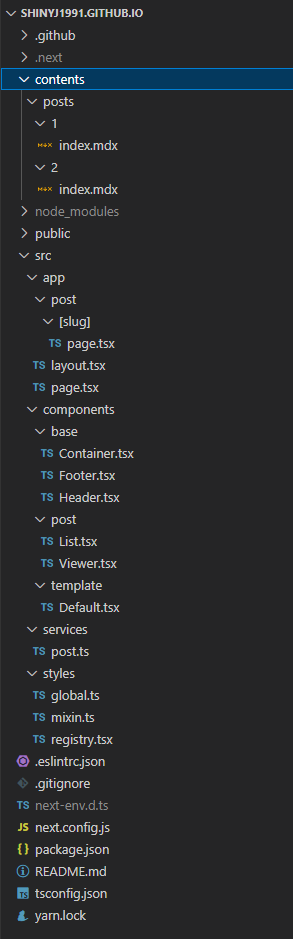 SHINYJ1991.GITHUB.IO
.github
.next
contents
posts
1
index.mdx
2
index.mdx
node_modules
public
src
app
post
[slug]
TS page.tsx
TS layout.tsx
TS page.tsx
components
base
TS Container.tsx
TS Footer.tsx
TS Header.tsx
post
TS List.tsx
TS Viewer.tsx
template
TS Default.tsx
services
TS post.ts
styles
TS global.ts
TS mixin.ts
TS registry.tsx
.eslintrc.json
.gitignore
TS next-env.d.ts
JS next.config.js
{ } package.json
README.md
TS tsconfig.json
yarn.lock